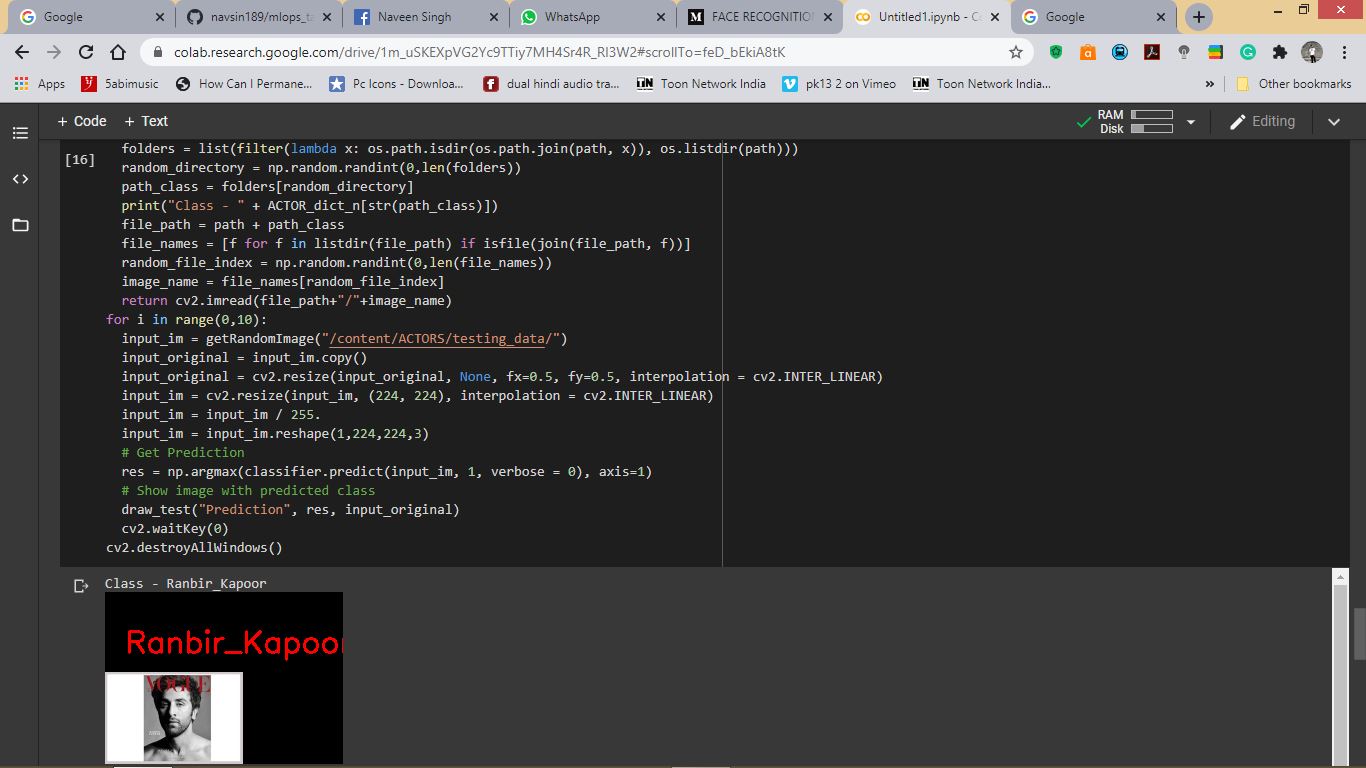 Google
navsin189/mlops_ta
Naveen Singh
WhatsApp
FACE RECOGNITIO
Untitled1.ipynb - C
Google
colab.research.google.com/drive/1m_uSKEXpVG2Yc9TTiy7MH4Sr4R_RI3W2#scrollTo=feD_bEkiA8tK
Apps
5abimusic
How Can I Permane...
Pc Icons - Downloa...
dual hindi audio tra...
Toon Network India
pk13 2 on Vimeo
Toon Network India...
»
Other bookmarks
+ Code + Text
RAM
Disk
Editing
[16]
folders = list(filter(lambda x: os.path.isdir(os.path.join(path, x)), os.listdir(path)))
random_directory = np.random.randint(0,len(folders))
path_class = folders[random_directory]
print("Class - " + ACTOR_dict_n[str(path_class)])
file_path = path + path_class
file_names = [f for f in listdir(file_path) if isfile(join(file_path, f))]
random_file_index = np.random.randint(0,len(file_names))
image_name = file_names[random_file_index]
return cv2.imread(file_path+"/"+image_name)
for i in range(0,10):
input_im = getRandomImage("/content/ACTORS/testing_data/")
input_original = input_im.copy()
input_original = cv2.resize(input_original, None, fx=0.5, fy=0.5, interpolation = cv2.INTER_LINEAR)
input_im = cv2.resize(input_im, (224, 224), interpolation = cv2.INTER_LINEAR)
input_im = input_im / 255.
input_im = input_im.reshape(1,224,224,3)
# Get Prediction
res = np.argmax(classifier.predict(input_im, 1, verbose = 0), axis=1)
# Show image with predicted class
draw_test("Prediction", res, input_original)
cv2.waitKey(0)
cv2.destroyAllWindows()
Class - Ranbir_Kapoor
Ranbir_Kapoor
VOGUE